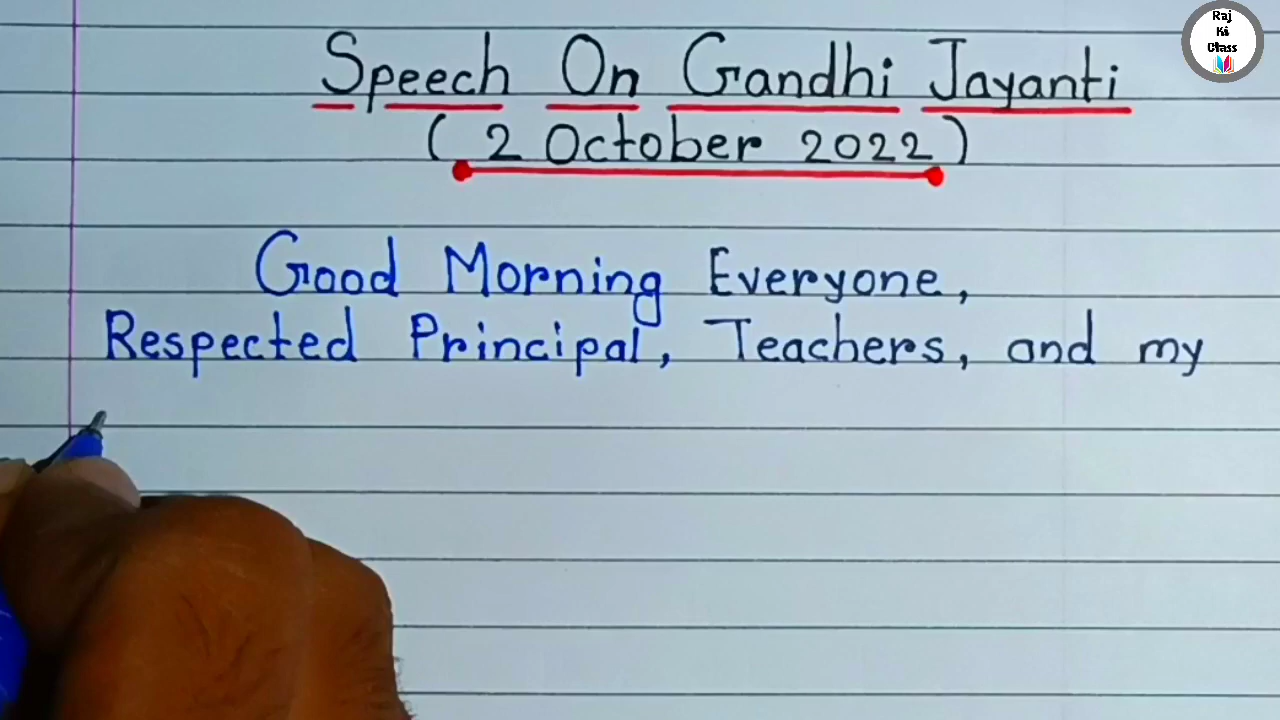 Speech On Gandhi Jayanti
( 2 October 2022 )
Good Morning Everyone,
Respected Principal, Teachers, and my
Raj
Ki
Class